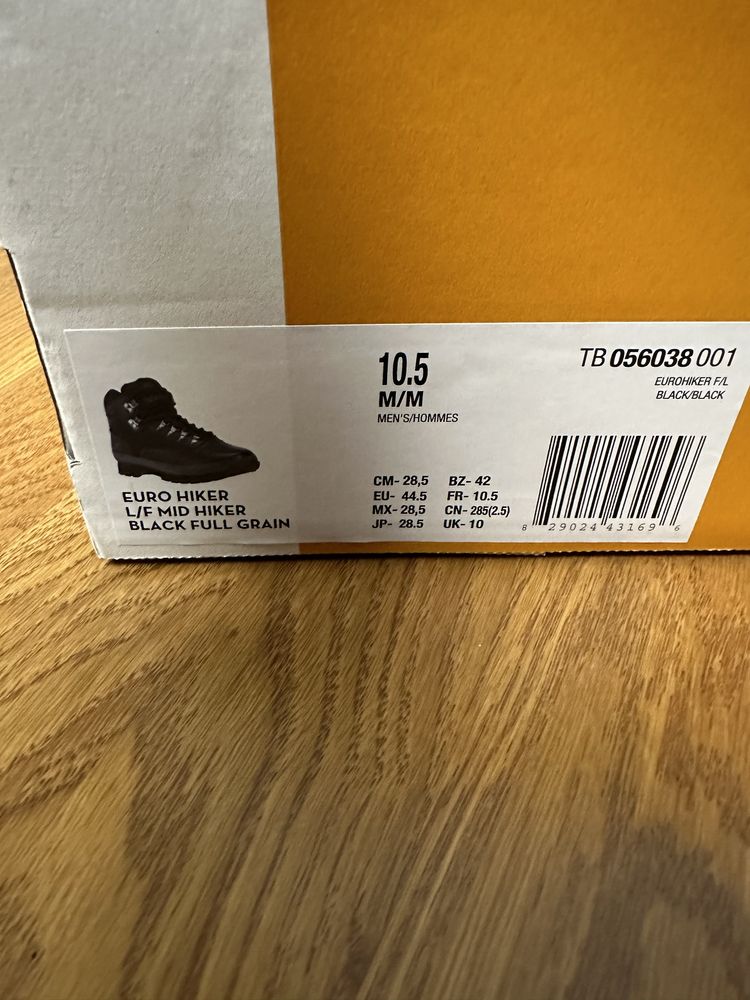 10.5
M/M
MEN'S/HOMMES
TB 056038 001
EUROHIKER F/L
BLACK/BLACK
EURO HIKER
L/F MID HIKER
BLACK FULL GRAIN
CM- 28,5 BZ- 42
EU- 44.5 FR- 10.5
MX- 28,5 CN- 285(2.5)
JP- 28.5 UK- 10
8 29024 43169 6